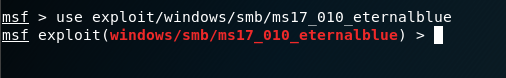 msf > use exploit/windows/smb/ms17_010_eternalblue
msf exploit(windows/smb/ms17_010_eternalblue) >